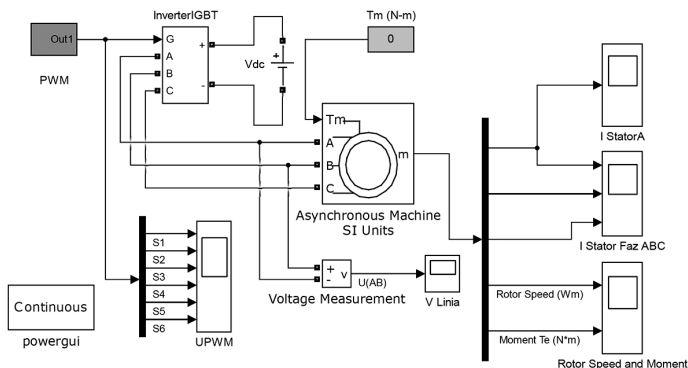 InverterIGBT
Tm (N-m)
Out1
PWM
G
A
B
C
+
-
Vdc
+
0
Tm
A
B
C
m
Asynchronous Machine
SI Units
I StatorA
I Stator Faz ABC
S1
S2
S3
S4
S5
S6
UPWM
+
-
v
U(AB)
Voltage Measurement
V Linia
Continuous
powergui
Rotor Speed (Wm)
Moment Te (N*m)
Rotor Speed and Moment